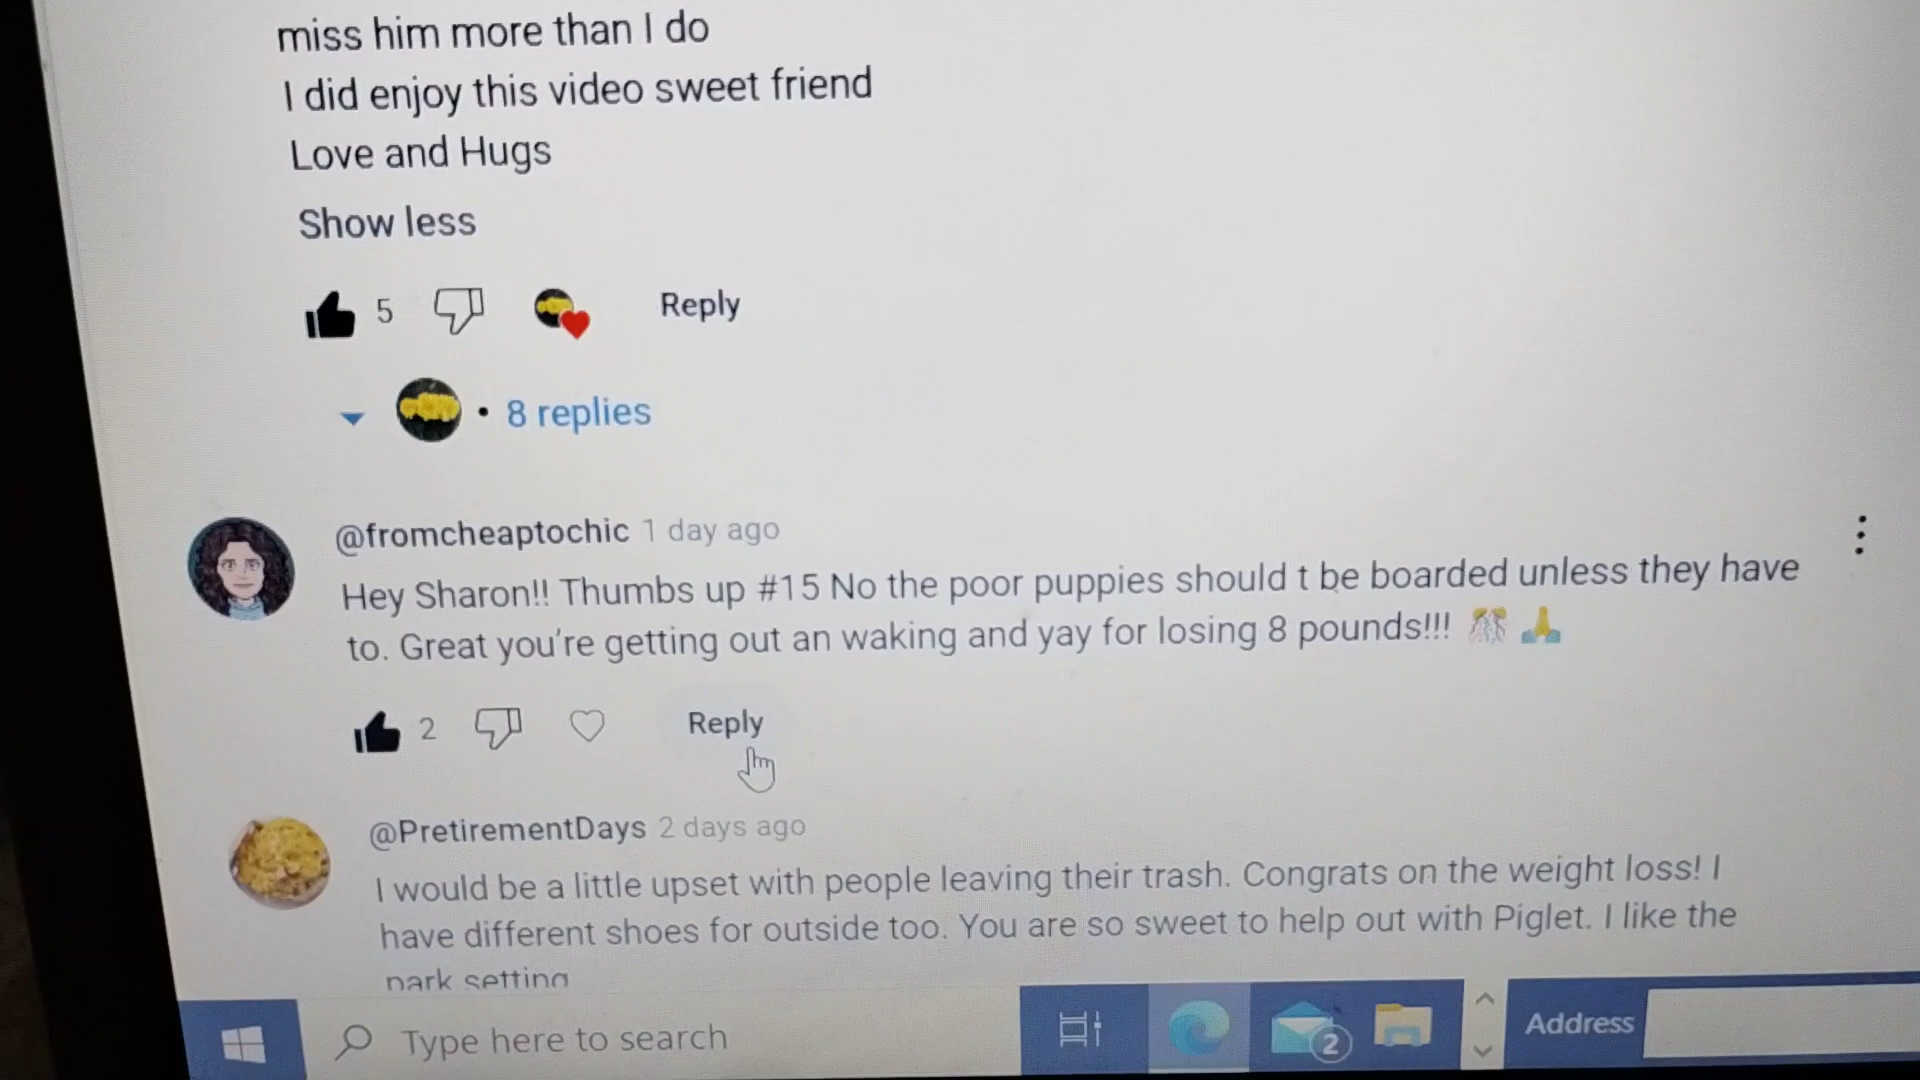 miss him more than I do
I did enjoy this video sweet friend
Love and Hugs
Show less
5 Reply
• 8 replies
@fromcheaptochic 1 day ago
Hey Sharon!! Thumbs up #15 No the poor puppies should t be boarded unless they have
to. Great you're getting out an waking and yay for losing 8 pounds!!!
2 Reply
@PretirementDays 2 days ago
I would be a little upset with people leaving their trash. Congrats on the weight loss! I
have different shoes for outside too. You are so sweet to help out with Piglet. I like the
park setting
Type here to search
2
Address